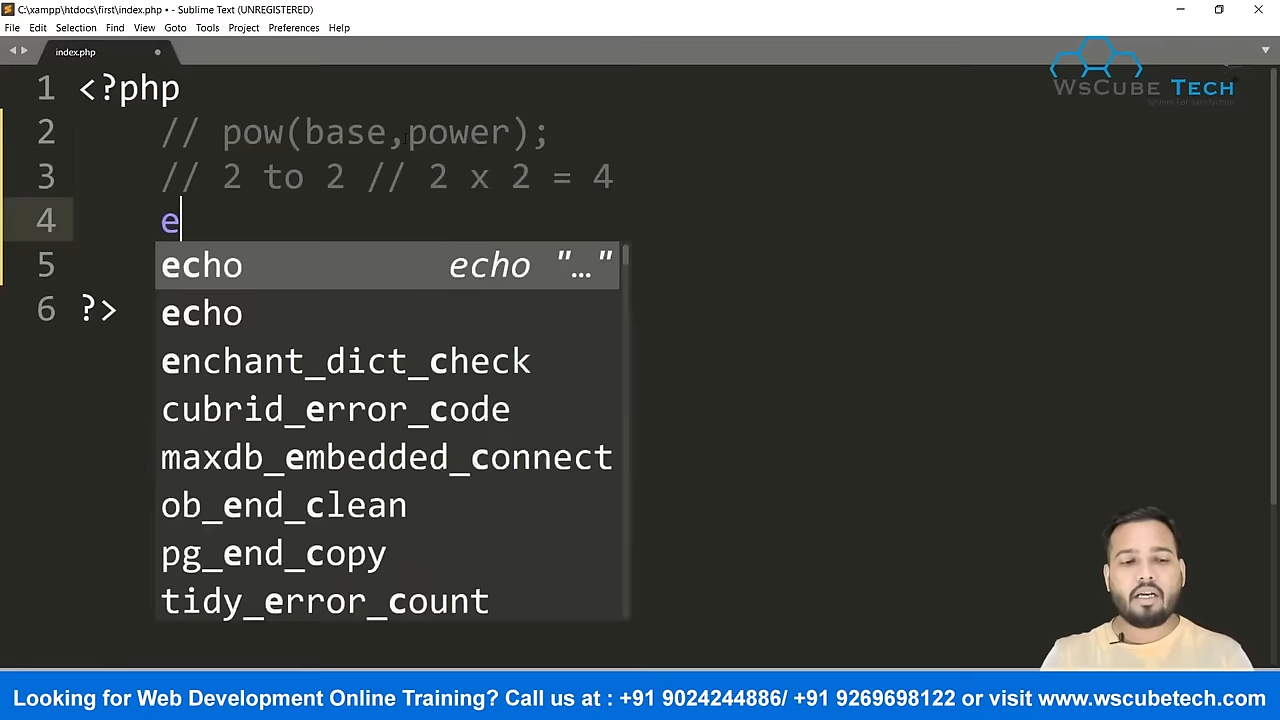 C:\xampp\htdocs\first\index.php • - Sublime Text (UNREGISTERED)
File Edit Selection Find View Goto Tools Project Preferences Help
index.php
WsCube Tech
System For Satisfaction
1 <?php
2 // pow(base,power);
3 // 2 to 2 // 2 x 2 = 4
4 e
5
6 ?>
echo echo "…"
echo
enchant_dict_check
cubrid_error_code
maxdb_embedded_connect
ob_end_clean
pg_end_copy
tidy_error_count
Looking for Web Development Online Training? Call us at : +91 9024244886/ +91 9269698122 or visit www.wscubetech.com